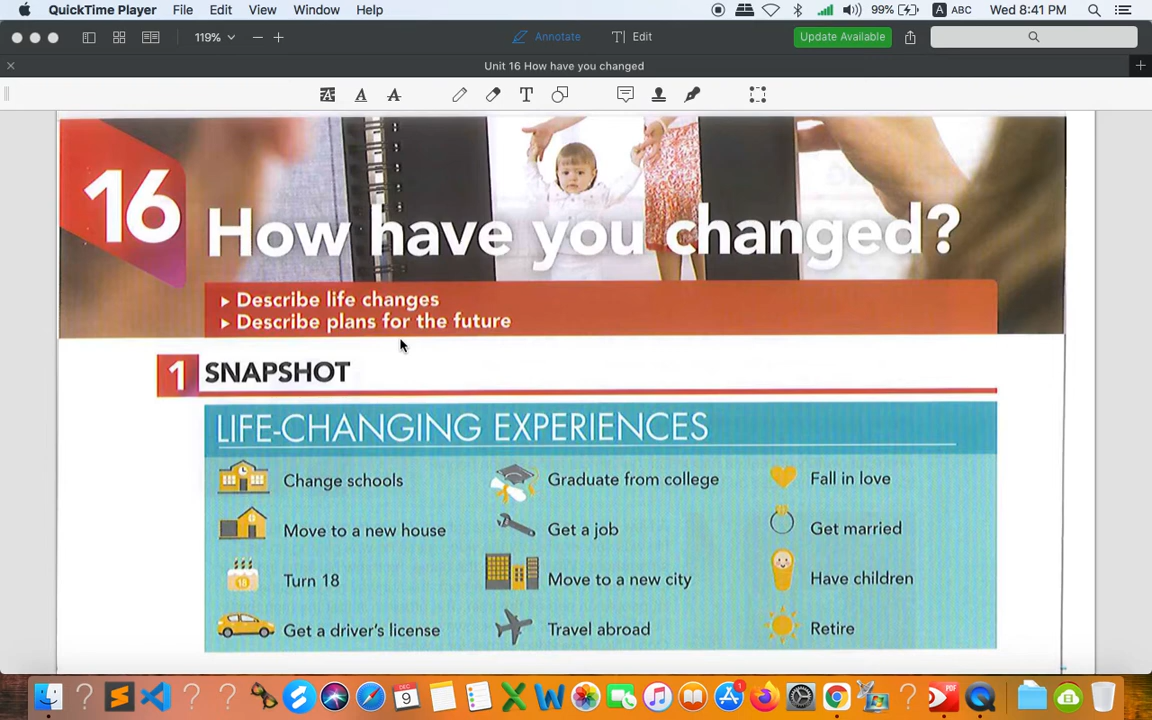 QuickTime Player File Edit View Window Help 99% A ABC Wed 8:41 PM
119% Annotate Edit Update Available
Unit 16 How have you changed
16
How have you changed?
Describe life changes
Describe plans for the future
1 SNAPSHOT
LIFE-CHANGING EXPERIENCES
Change schools
Move to a new house
Turn 18
Get a driver's license
Graduate from college
Get a job
Move to a new city
Travel abroad
Fall in love
Get married
Have children
Retire